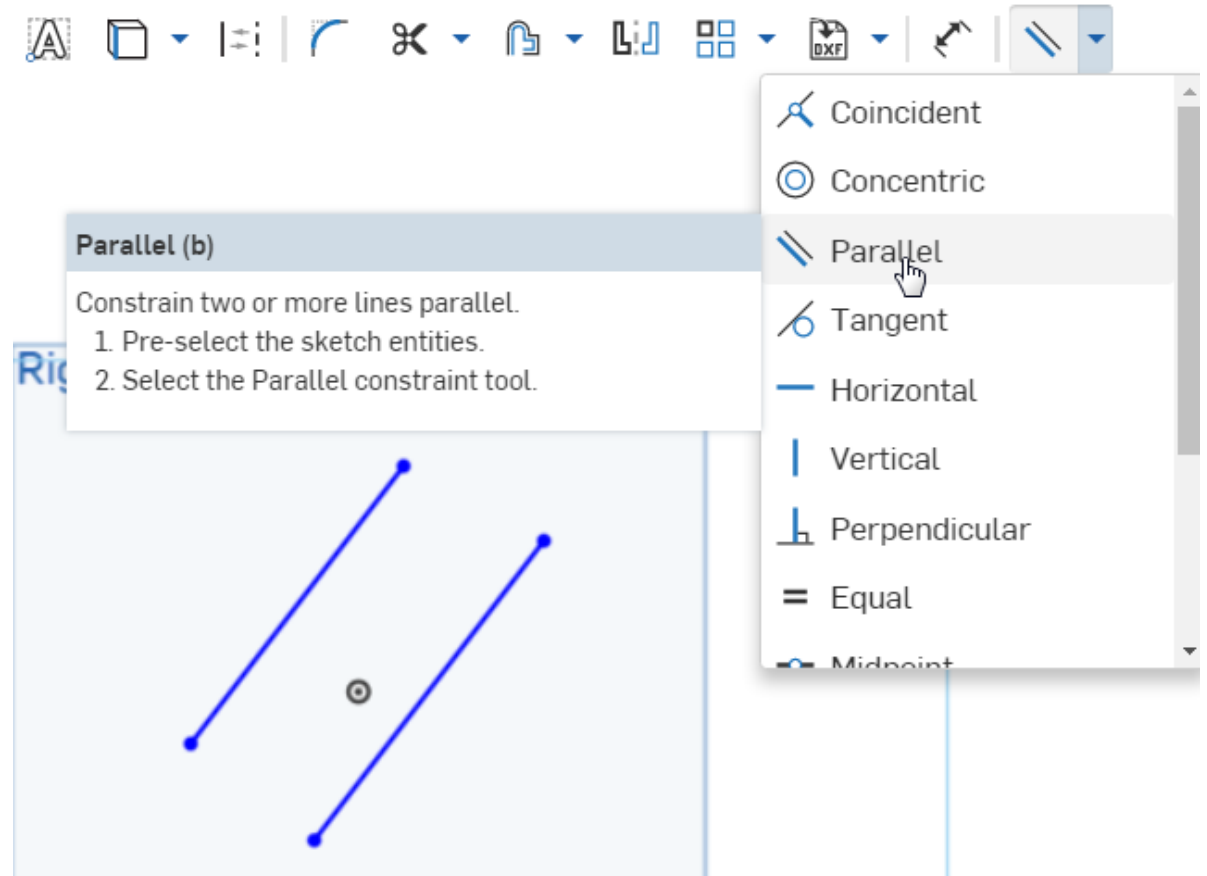 A
DXF
Coincident
Concentric
Parallel (b)
Parallel
Constrain two or more lines parallel.
1. Pre-select the sketch entities.
2. Select the Parallel constraint tool.
Tangent
Horizontal
Vertical
Perpendicular
Equal
Midpoint